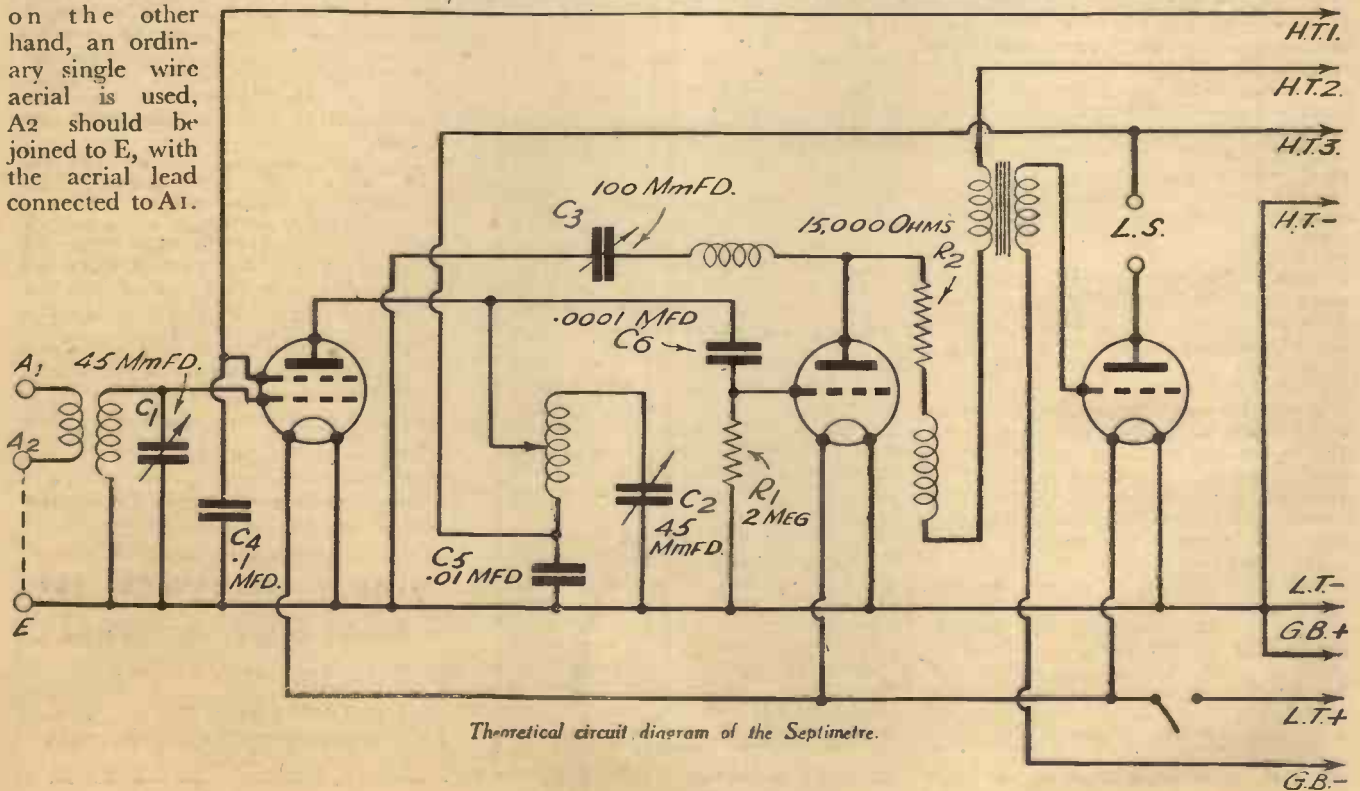 on the other
hand, an ordin-
ary single wire
aerial is used,
A2 should be
joined to E, with
the aerial lead
connected to A1.
H.T.1.
H.T.2.
H.T.3.
H.T.-
100 MmFD.
C3
15,000 OHMS
R2
L.S.
.0001 MFD
C6
A1
45 MmFD.
C1
A2
R1
2 MEG
C2
45
MmFD.
C4
.1
MFD.
C5
.01 MFD
E
L.T.-
G.B.+
L.T.+
Theoretical circuit diagram of the Septimetre.
G.B.-